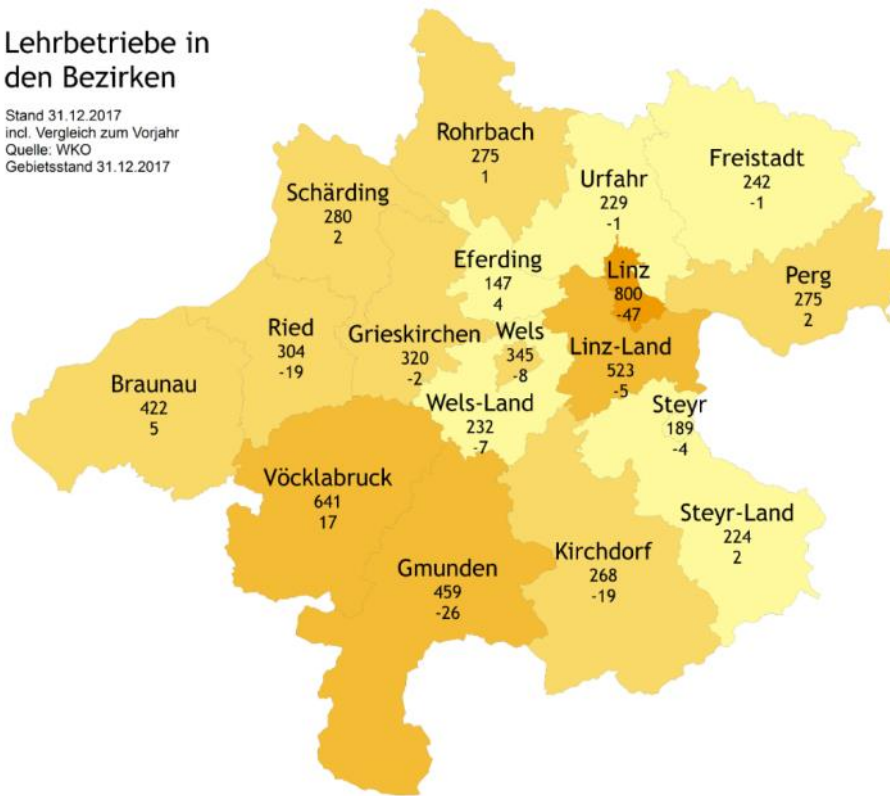 Lehrbetriebe in
den Bezirken
Stand 31.12.2017
incl. Vergleich zum Vorjahr
Quelle: WKO
Gebietsstand 31.12.2017
Rohrbach
275
1
Freistadt
242
-1
Urfahr
229
-1
Schärding
280
2
Eferding
147
4
Linz
800
-47
Perg
275
2
Ried
304
-19
Grieskirchen
320
-2
Wels
345
-8
Linz-Land
523
-5
Braunau
422
5
Wels-Land
232
-7
Steyr
189
-4
Vöcklabruck
641
17
Steyr-Land
224
2
Kirchdorf
268
-19
Gmunden
459
-26